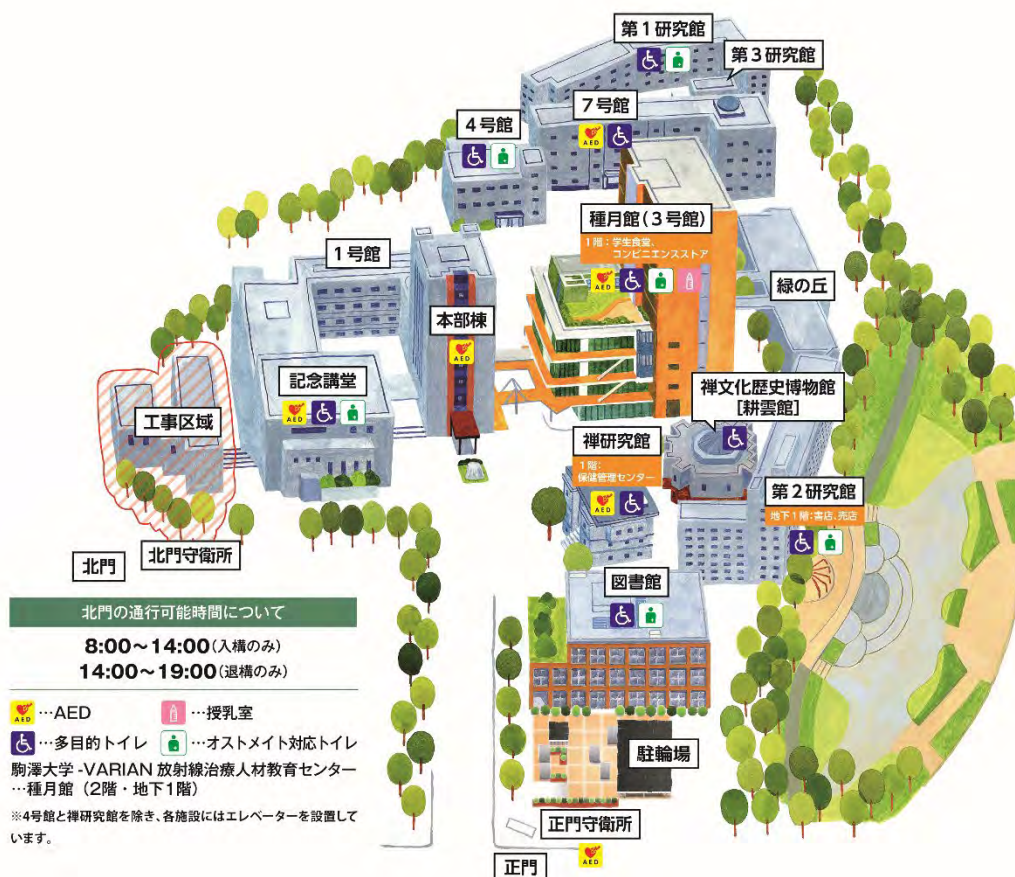 第1研究館
第3研究館
7号館
AED
4号館
種月館(3号館)
1階:学生食堂、
コンビニエンスストア
AED
1号館
緑の丘
本部棟
AED
記念講堂
AED
禅文化歴史博物館
[耕雲館]
工事区域
禅研究館
1階:
保健管理センター
AED
第2研究館
地下1階:書店、売店
北門守衛所
北門
図書館
北門の通行可能時間について
8:00〜14:00(入構のみ)
14:00〜19:00(退構のみ)
AED…AED
…授乳室
…多目的トイレ
…オストメイト対応トイレ
駒澤大学-VARIAN 放射線治療人材教育センター
…種月館(2階・地下1階)
※4号館と禅研究館を除き、各施設にはエレベーターを設置して
います。
駐輪場
正門守衛所
正門
AED